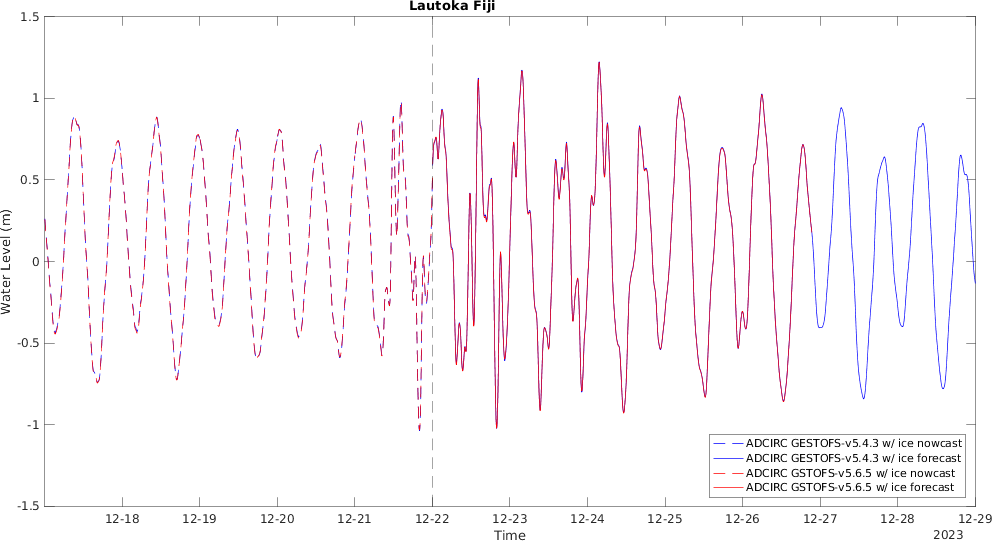 Lautoka Fiji
1.5
1
0.5
0
-0.5
-1
-1.5
Water Level (m)
ADCIRC GESTOFS-v5.4.3 w/ ice nowcast
ADCIRC GESTOFS-v5.4.3 w/ ice forecast
ADCIRC GSTOFS-v5.6.5 w/ ice nowcast
ADCIRC GSTOFS-v5.6.5 w/ ice forecast
12-18 12-19 12-20 12-21 12-22 12-23 12-24 12-25 12-26 12-27 12-28 12-29
Time
2023